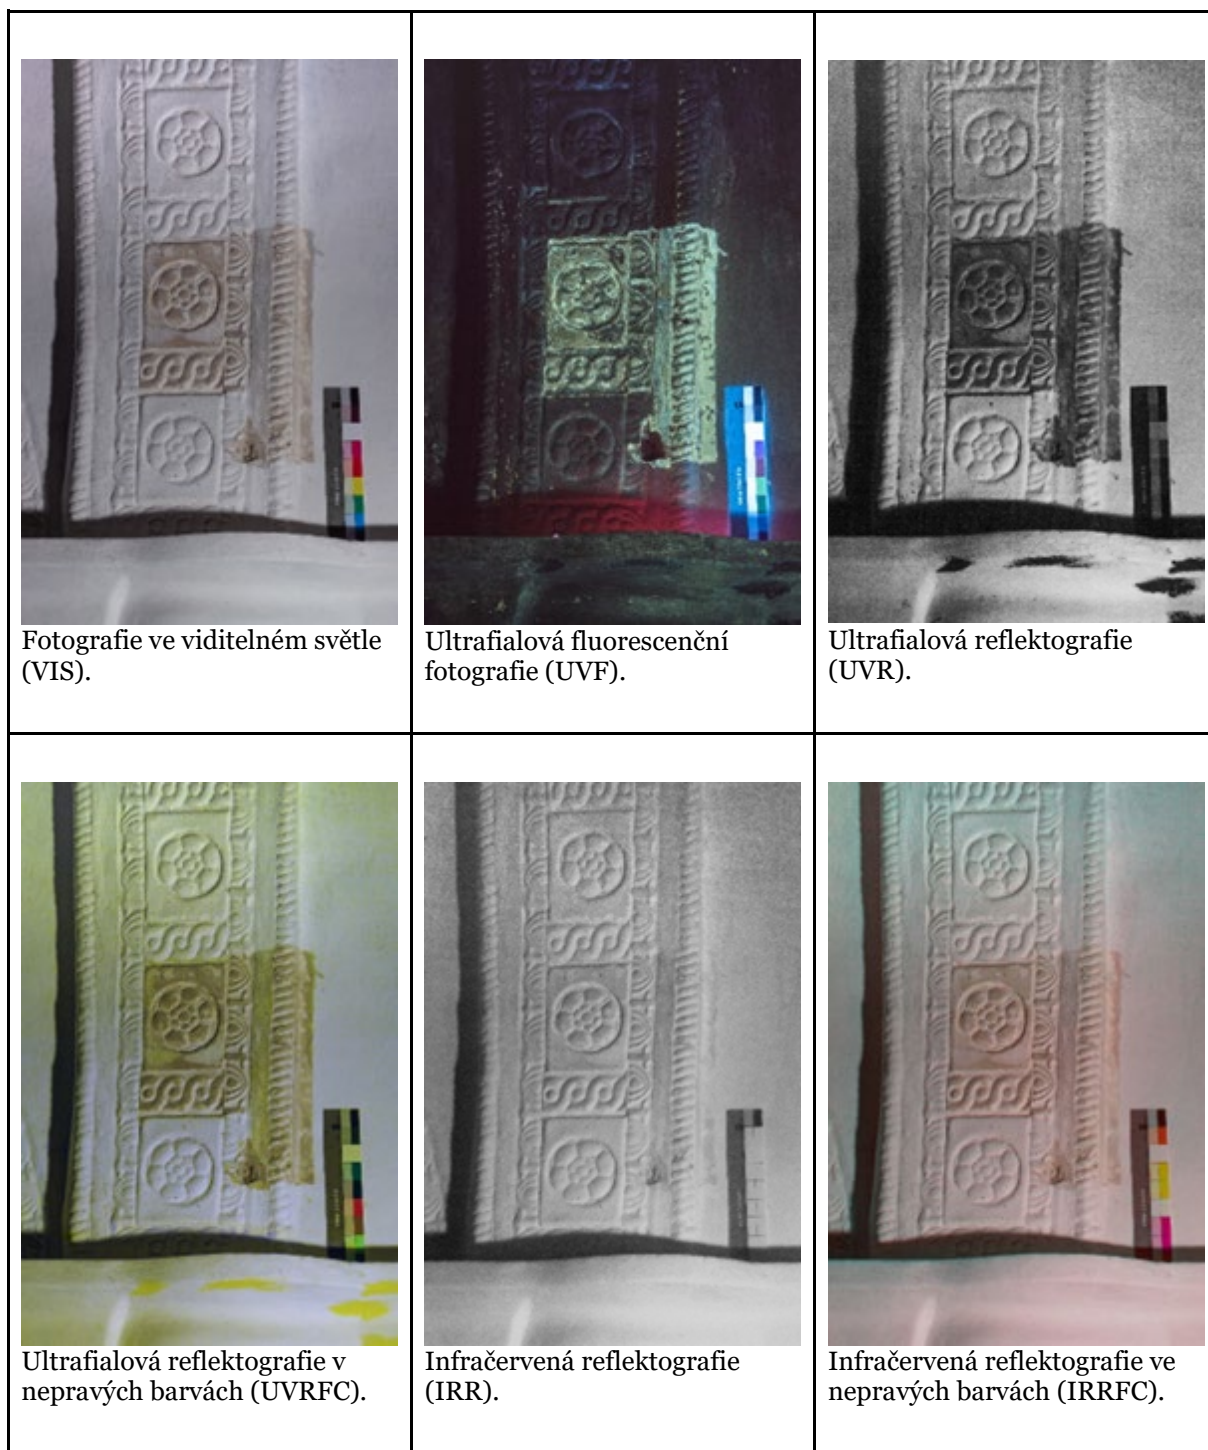 Fotografie ve viditelném světle
(VIS).
Ultrafialová fluorescenční
fotografie (UVF).
Ultrafialová reflektografie
(UVR).
Ultrafialová reflektografie v
nepravých barvách (UVRFC).
Infračervená reflektografie
(IRR).
Infračervená reflektografie ve
nepravých barvách (IRRFC).